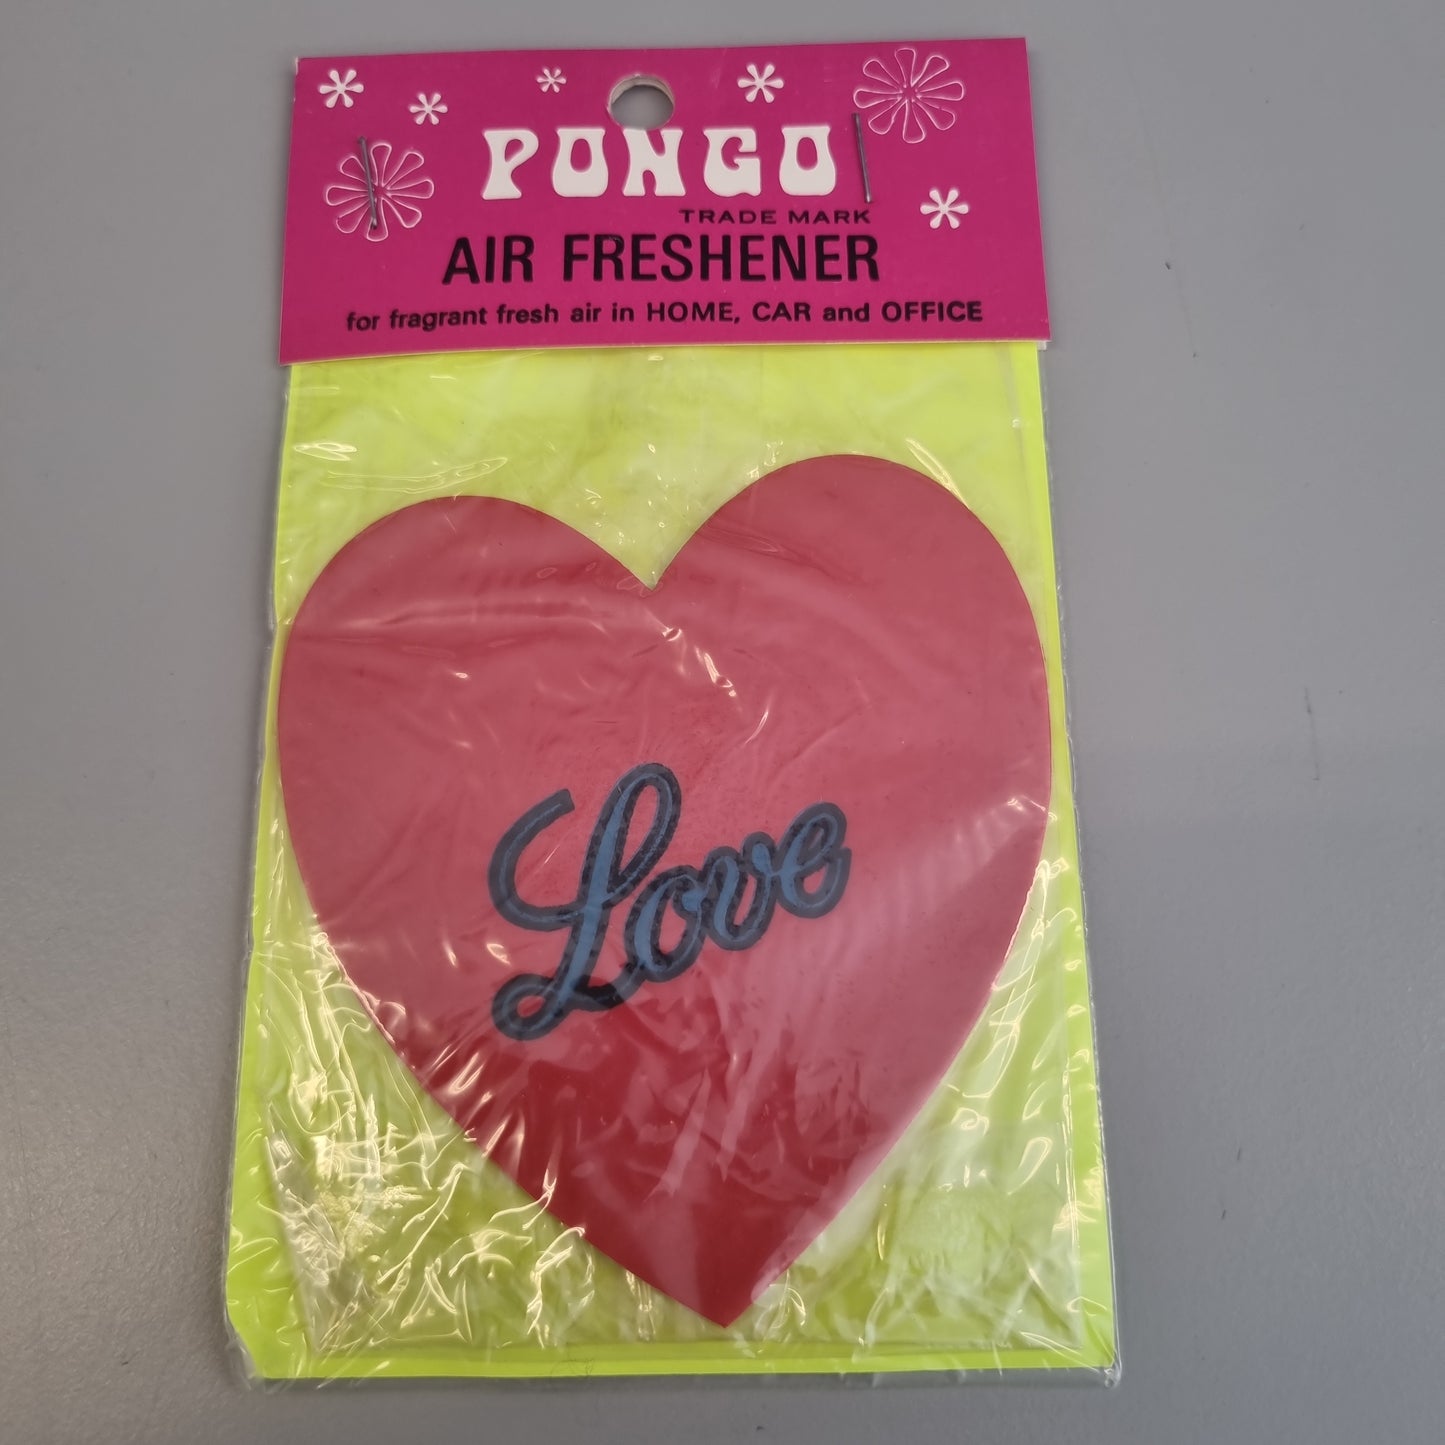 PONGO
TRADE MARK
AIR FRESHENER
for fragrant fresh air in HOME, CAR and OFFICE
Love